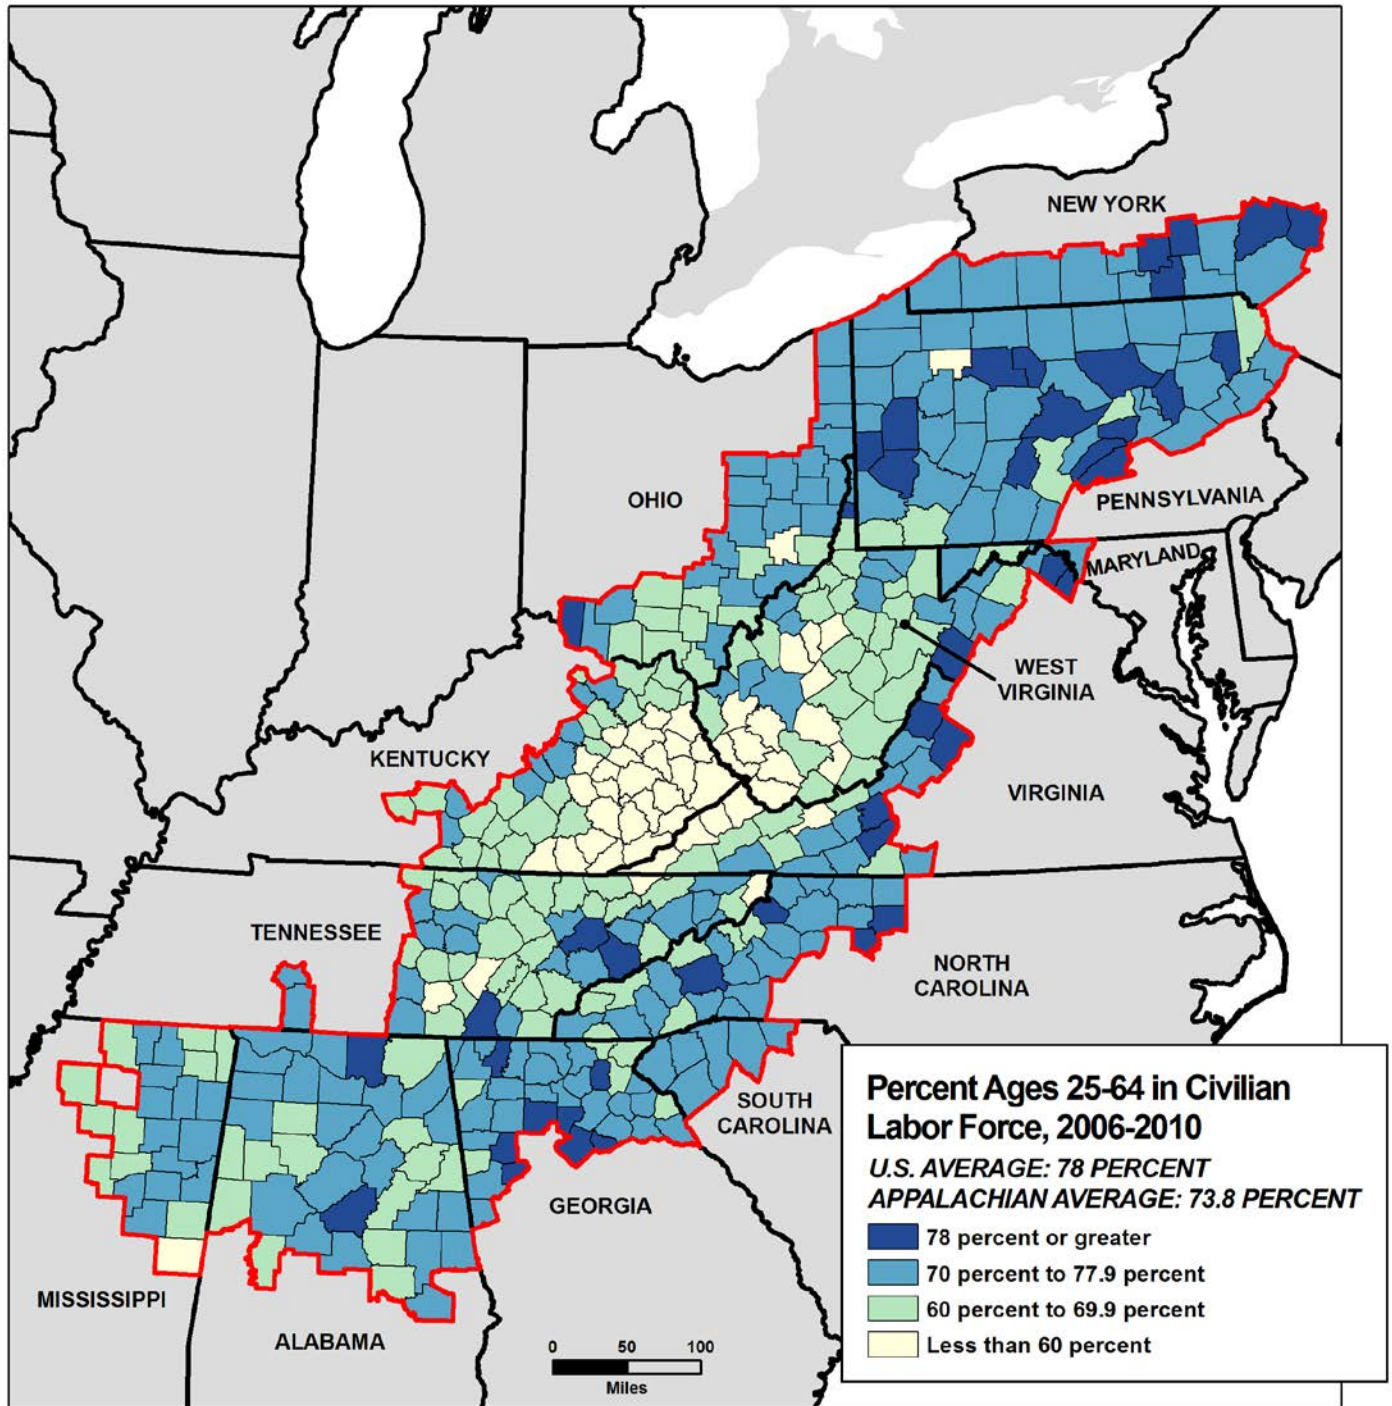 NEW YORK
OHIO
PENNSYLVANIA
MARYLAND
WEST
VIRGINIA
KENTUCKY
VIRGINIA
TENNESSEE
NORTH
CAROLINA
SOUTH
CAROLINA
GEORGIA
MISSISSIPPI
ALABAMA
0 50 100
Miles
Percent Ages 25-64 in Civilian
Labor Force, 2006-2010
U.S. AVERAGE: 78 PERCENT
APPALACHIAN AVERAGE: 73.8 PERCENT
78 percent or greater
70 percent to 77.9 percent
60 percent to 69.9 percent
Less than 60 percent